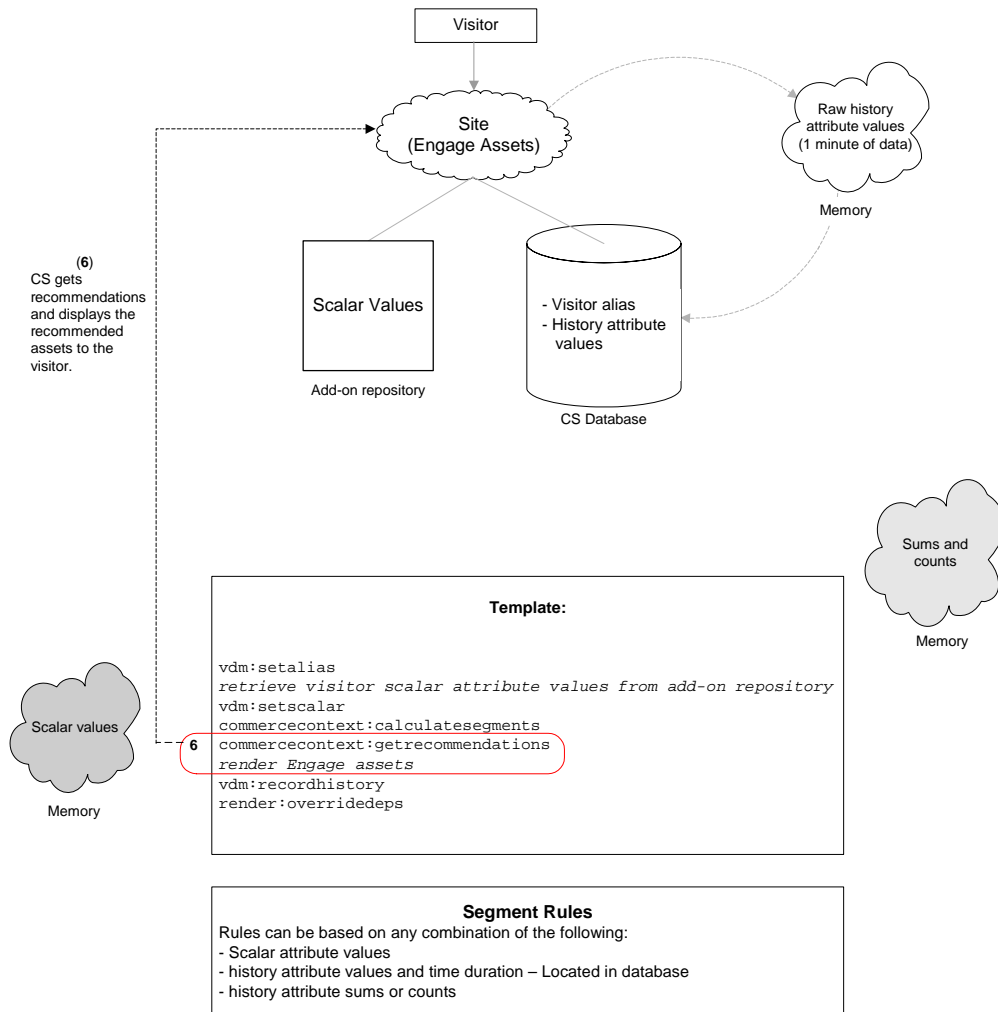 Visitor
Site
(Engage Assets)
Raw history
attribute values
(1 minute of data)
Memory
(6)
CS gets
recommendations
and displays the
recommended
assets to the
visitor.
Scalar Values
Add-on repository
- Visitor alias
- History attribute
values
CS Database
Sums and
counts
Memory
Template:
vdm:setalias
retrieve visitor scalar attribute values from add-on repository
vdm:setscalar
commercecontext:calculatesegments
6 commercecontext:getrecommendations
render Engage assets
vdm:recordhistory
render:overridedeps
Scalar values
Memory
Segment Rules
Rules can be based on any combination of the following:
- Scalar attribute values
- history attribute values and time duration – Located in database
- history attribute sums or counts